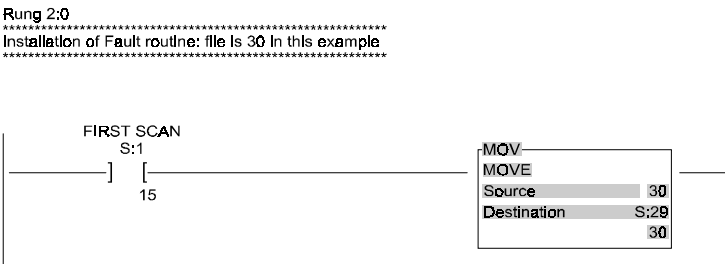 Rung 2:0
************************************************************
Installation of Fault routine: file is 30 in this example
************************************************************
FIRST SCAN
S:1
] [
15
MOV
MOVE
Source 30
Destination S:29
30